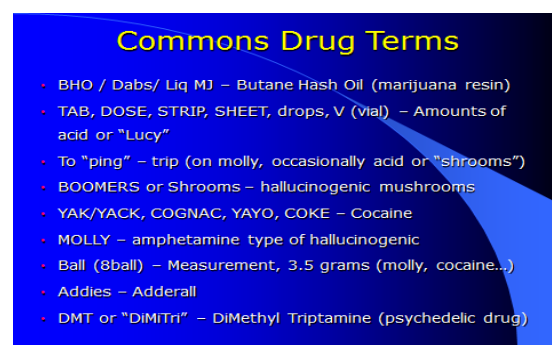 Commons Drug Terms
BHO / Dabs/ Liq MJ – Butane Hash Oil (marijuana resin)
TAB, DOSE, STRIP, SHEET, drops, V (vial) – Amounts of
acid or “Lucy”
To “ping” – trip (on molly, occasionally acid or “shrooms”)
BOOMERS or Shrooms – hallucinogenic mushrooms
YAK/YACK, COGNAC, YAYO, COKE – Cocaine
MOLLY – amphetamine type of hallucinogenic
Ball (8ball) – Measurement, 3.5 grams (molly, cocaine…)
Addies – Adderall
DMT or “DiMiTri” – DiMethyl Triptamine (psychedelic drug)